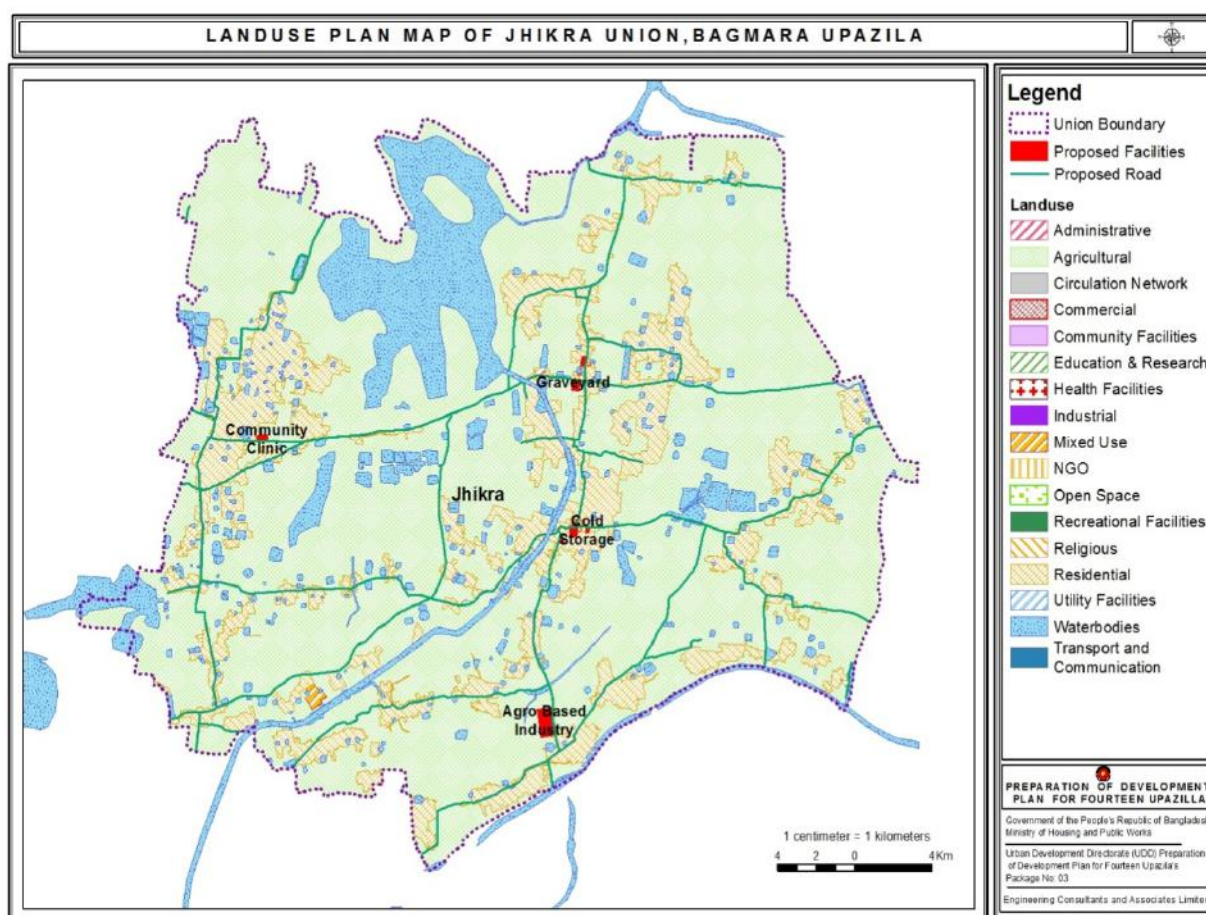 LANDUSE PLAN MAP OF JHIKRA UNION,BAGMARA UPAZILA
Graveyard
Community
Clinic
Jhikra
Cold
Storage
Agro Based
Industry
1 centimeter = 1 kilometers
4 2 0 4Km
Legend
Union Boundary
Proposed Facilities
Proposed Road
Landuse
Administrative
Agricultural
Circulation Network
Commercial
Community Facilities
Education & Research
Health Facilities
Industrial
Mixed Use
NGO
Open Space
Recreational Facilities
Religious
Residential
Utility Facilities
Waterbodies
Transport and
Communication
PREPARATION OF DEVELOPMENT
PLAN FOR FOURTEEN UPAZILLA
Government of the People's Republic of Bangladesh
Ministry of Housing and Public Works
Urban Development Directorate (UDD) Preparation
of Development Plan for Fourteen Upazila's
Package No: 03
Engineering Consultants and Associates Limited